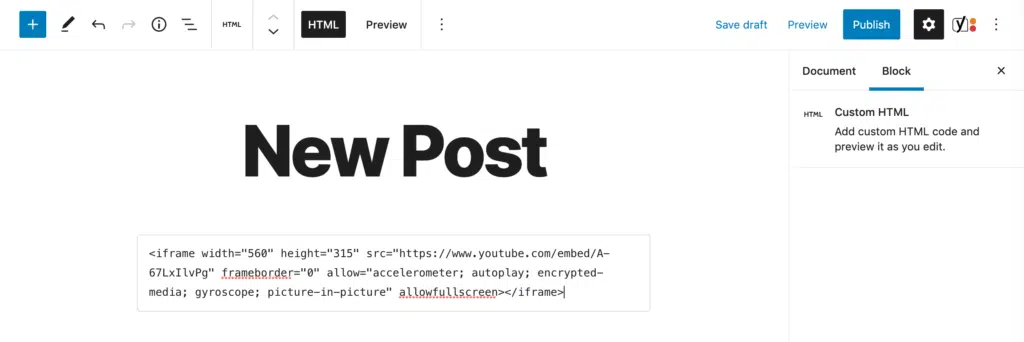 HTML HTML Preview Save draft Preview Publish
Document Block
New Post
HTML Custom HTML
Add custom HTML code and
preview it as you edit.
<iframe width="560" height="315" src="https://www.youtube.com/embed/A-
67LxIlvPg" frameborder="0" allow="accelerometer; autoplay; encrypted-
media; gyroscope; picture-in-picture" allowfullscreen></iframe>